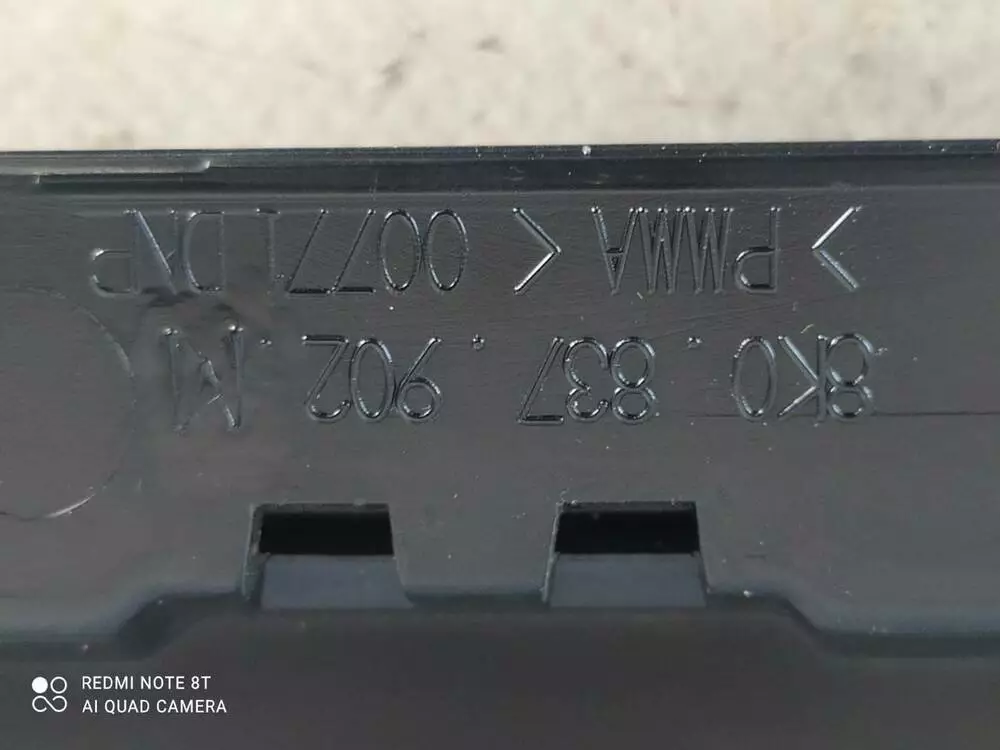 8K0.837.902.M
>PMMA<
REDMI NOTE 8T
AI QUAD CAMERA